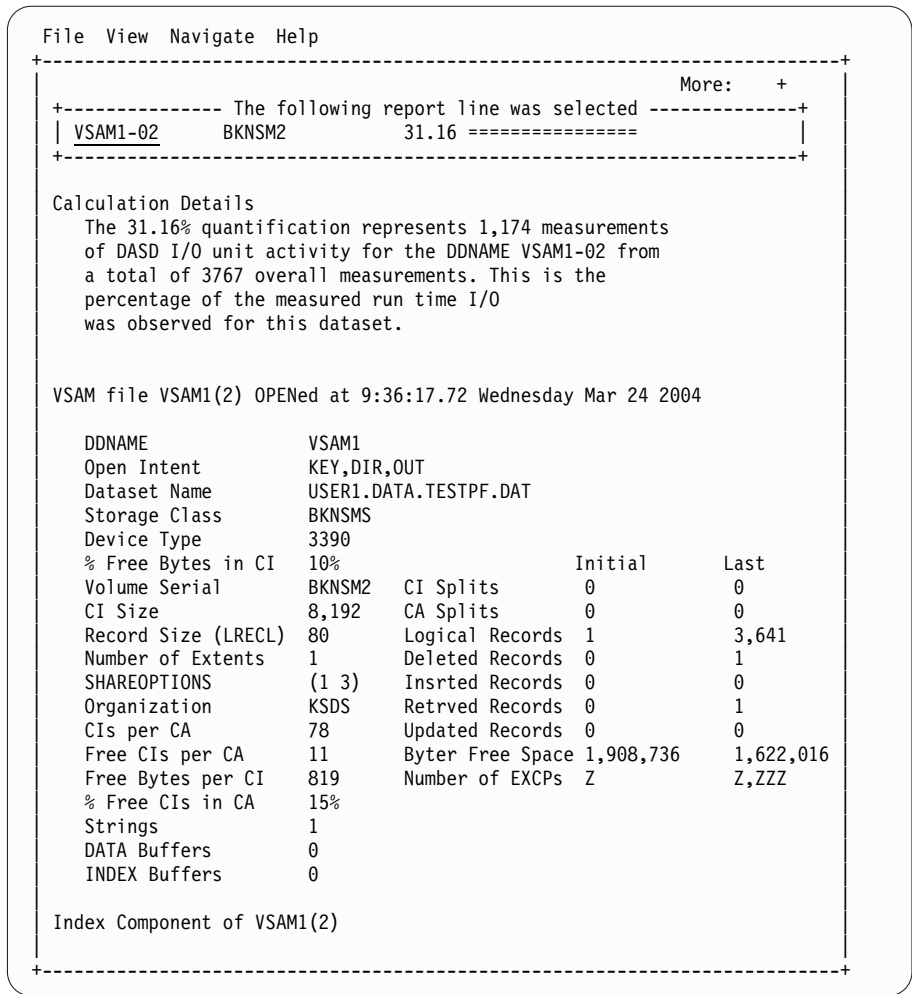 File View Navigate Help
+---------------------------------------------------------------------------+
More: +
+--------------- The following report line was selected --------------+
| VSAM1-02 BKNSM2 31.16 ================ |
+---------------------------------------------------------------------+
Calculation Details
The 31.16% quantification represents 1,174 measurements
of DASD I/O unit activity for the DDNAME VSAM1-02 from
a total of 3767 overall measurements. This is the
percentage of the measured run time I/O
was observed for this dataset.
VSAM file VSAM1(2) OPENed at 9:36:17.72 Wednesday Mar 24 2004
DDNAME VSAM1
Open Intent KEY,DIR,OUT
Dataset Name USER1.DATA.TESTPF.DAT
Storage Class BKNSMS
Device Type 3390
% Free Bytes in CI 10% Initial Last
Volume Serial BKNSM2 CI Splits 0 0
CI Size 8,192 CA Splits 0 0
Record Size (LRECL) 80 Logical Records 1 3,641
Number of Extents 1 Deleted Records 0 1
SHAREOPTIONS (1 3) Insrted Records 0 0
Organization KSDS Retrved Records 0 1
CIs per CA 78 Updated Records 0 0
Free CIs per CA 11 Byter Free Space 1,908,736 1,622,016
Free Bytes per CI 819 Number of EXCPs Z Z,ZZZ
% Free CIs in CA 15%
Strings 1
DATA Buffers 0
INDEX Buffers 0
Index Component of VSAM1(2)
+---------------------------------------------------------------------------+